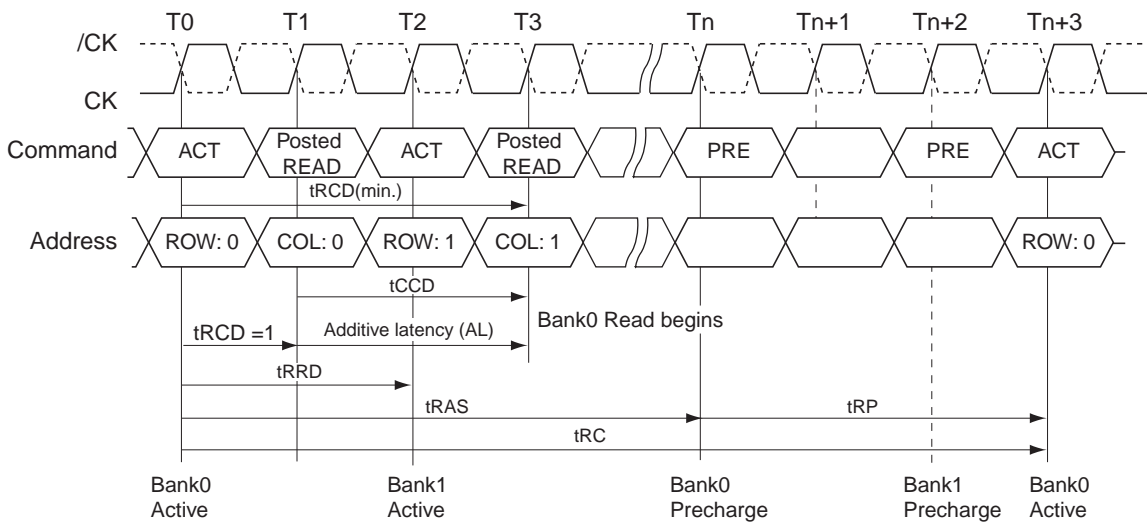 T0 T1 T2 T3 Tn Tn+1 Tn+2 Tn+3
/CK
CK
Command ACT Posted READ ACT Posted READ PRE PRE ACT
tRCD(min.)
Address ROW: 0 COL: 0 ROW: 1 COL: 1 ROW: 0
tCCD
Bank0 Read begins
tRCD =1 Additive latency (AL)
tRRD
tRAS tRP
tRC
Bank0 Active Bank1 Active Bank0 Precharge Bank1 Precharge Bank0 Active